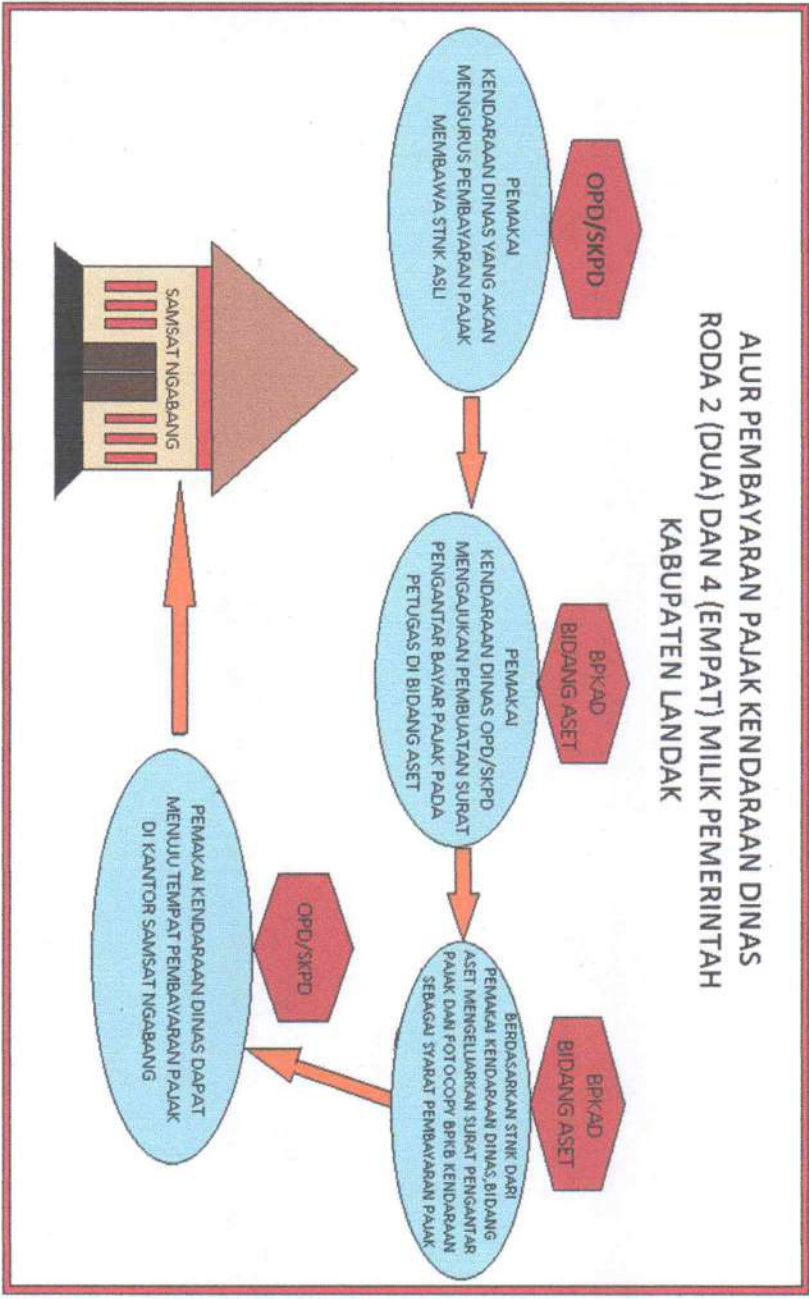 ALUR PEMBAYARAN PAJAK KENDARAAN DINAS
RODA 2 (DUA) DAN 4 (EMPAT) MILIK PEMERINTAH
KABUPATEN LANDAK
OPD/SKPD
PEMAKAI
KENDARAAN DINAS YANG AKAN
MENGURUS PEMBAYARAN PAJAK
MEMBAWA STNK ASLI
BPKAD
BIDANG ASET
PEMAKAI
KENDARAAN DINAS OPD/SKPD
MENGAJUKAN PEMBUATAN SURAT
PENGANTAR BAYAR PAJAK PADA
PETUGAS DI BIDANG ASET
BPKAD
BIDANG ASET
BERDASARKAN STNK DARI
PEMAKAI KENDARAAN DINAS,BIDANG
ASET MENGELUARKAN SURAT PENGANTAR
PAJAK DAN FOTOCOPY BPKB KENDARAAN
SEBAGAI SYARAT PEMBAYARAN PAJAK
OPD/SKPD
PEMAKAI KENDARAAN DINAS DAPAT
MENUJU TEMPAT PEMBAYARAN PAJAK
DI KANTOR SAMSAT NGABANG
SAMSAT NGABANG